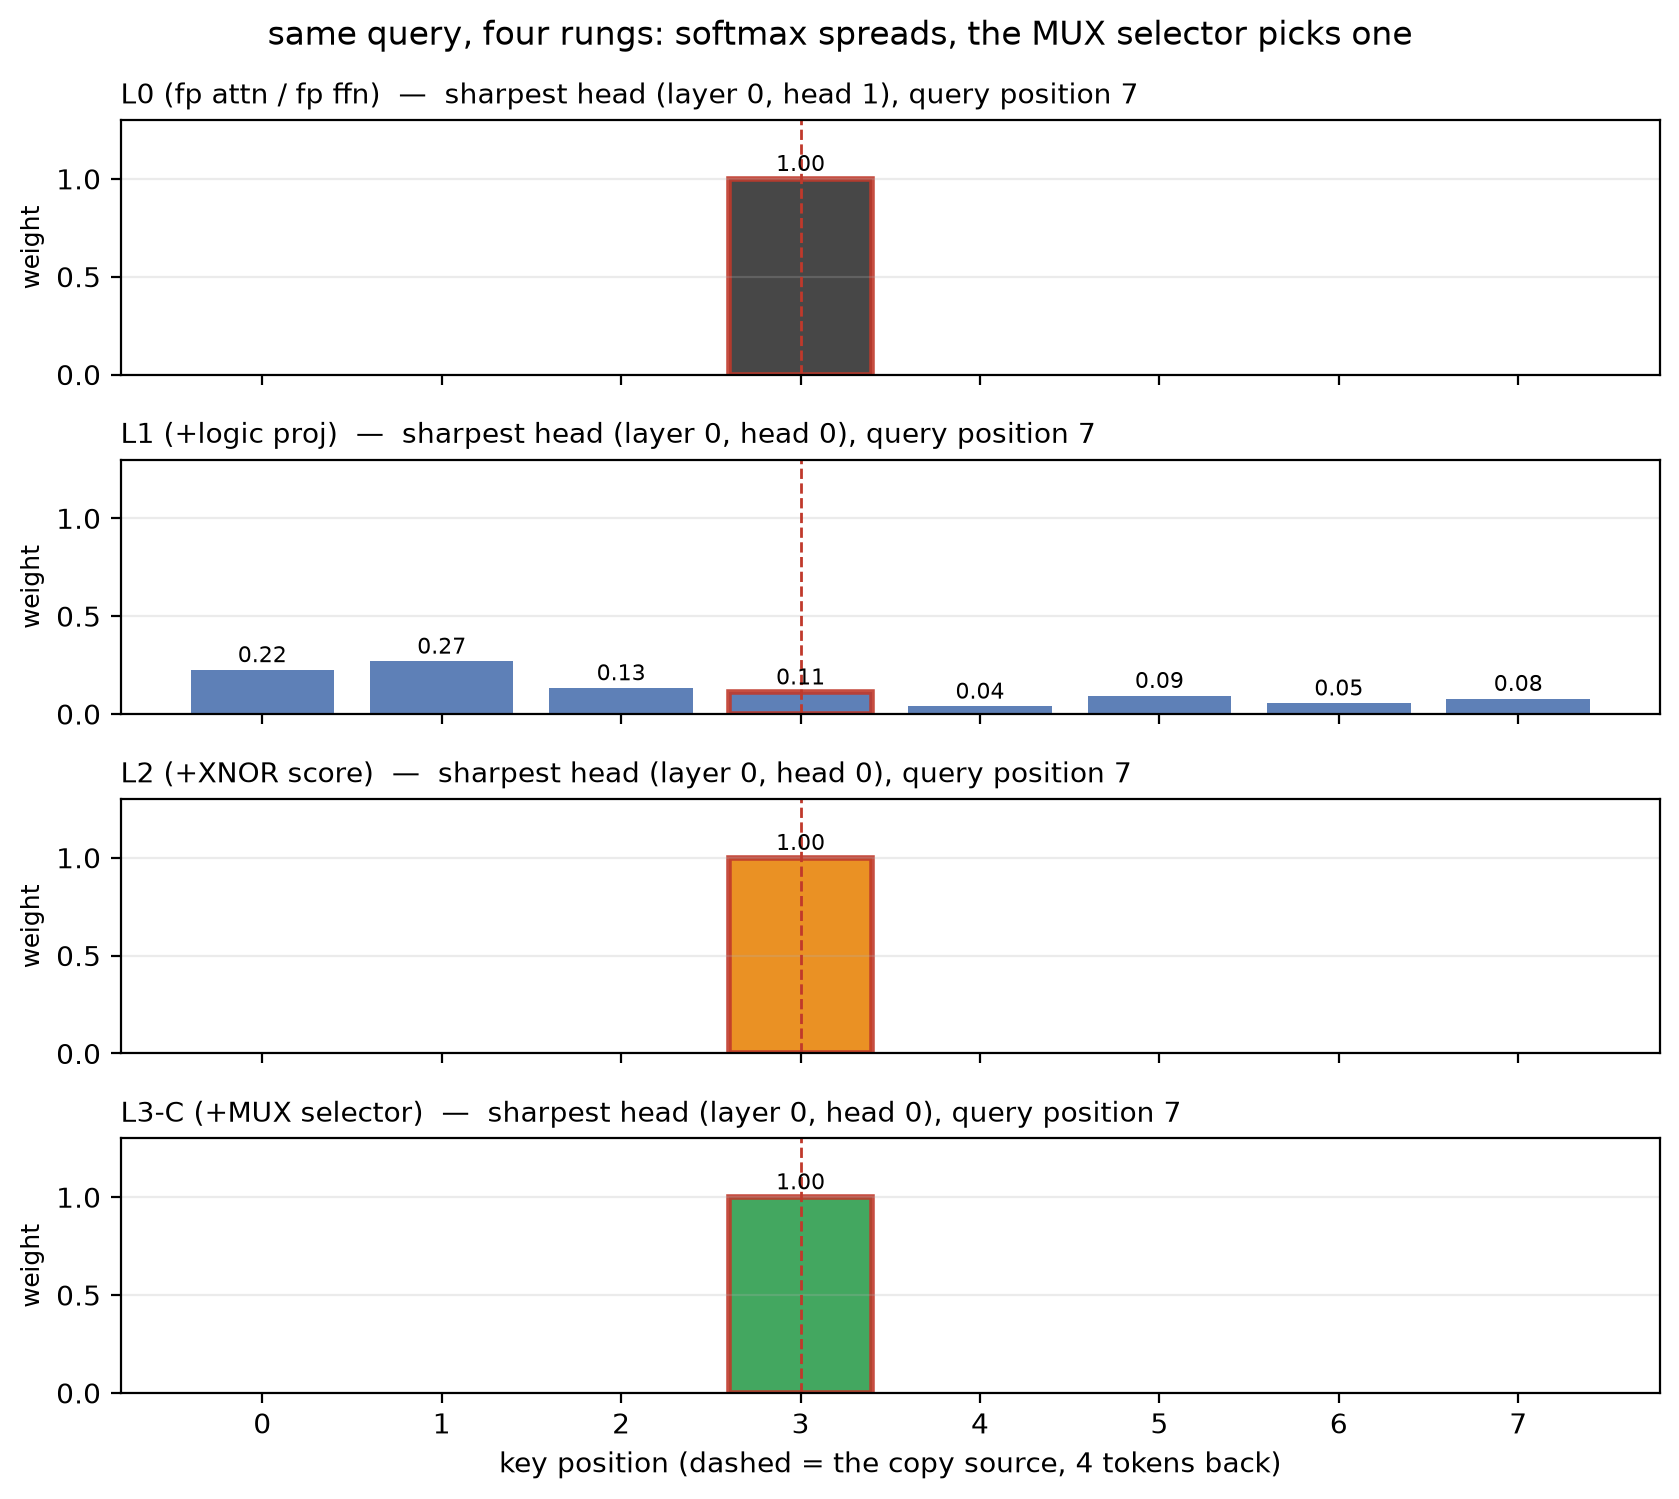 same query, four rungs: softmax spreads, the MUX selector picks one
L0 (fp attn / fp ffn)  —  sharpest head (layer 0, head 1), query position 7
1.00
1.0
0.5
0.0
weight
L1 (+logic proj)  —  sharpest head (layer 0, head 0), query position 7
1.0
0.5
0.0
weight
0.22
0.27
0.13
0.11
0.04
0.09
0.05
0.08
L2 (+XNOR score)  —  sharpest head (layer 0, head 0), query position 7
1.00
1.0
0.5
0.0
weight
L3-C (+MUX selector)  —  sharpest head (layer 0, head 0), query position 7
1.00
1.0
0.5
0.0
weight
0 1 2 3 4 5 6 7
key position (dashed = the copy source, 4 tokens back)